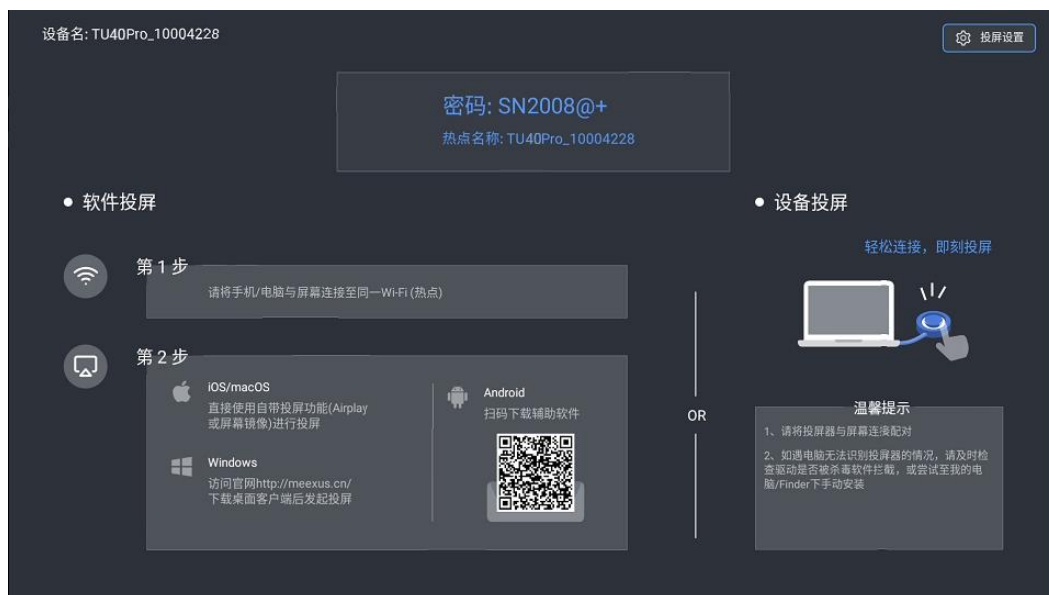 设备名: TU40Pro_10004228
投屏设置
密码: SN2008@+
热点名称: TU40Pro_10004228
软件投屏
第 1 步
请将手机/电脑与屏幕连接至同一Wi-Fi (热点)
第 2 步
iOS/macOS
直接使用自带投屏功能(Airplay
或屏幕镜像)进行投屏
Windows
访问官网http://meexus.cn/
下载桌面客户端后发起投屏
Android
扫码下载辅助软件
OR
设备投屏
轻松连接，即刻投屏
温馨提示
1、请将投屏器与屏幕连接配对
2、如遇电脑无法识别投屏器的情况，请及时检
查驱动是否被杀毒软件拦截，或尝试至我的电
脑/Finder下手动安装